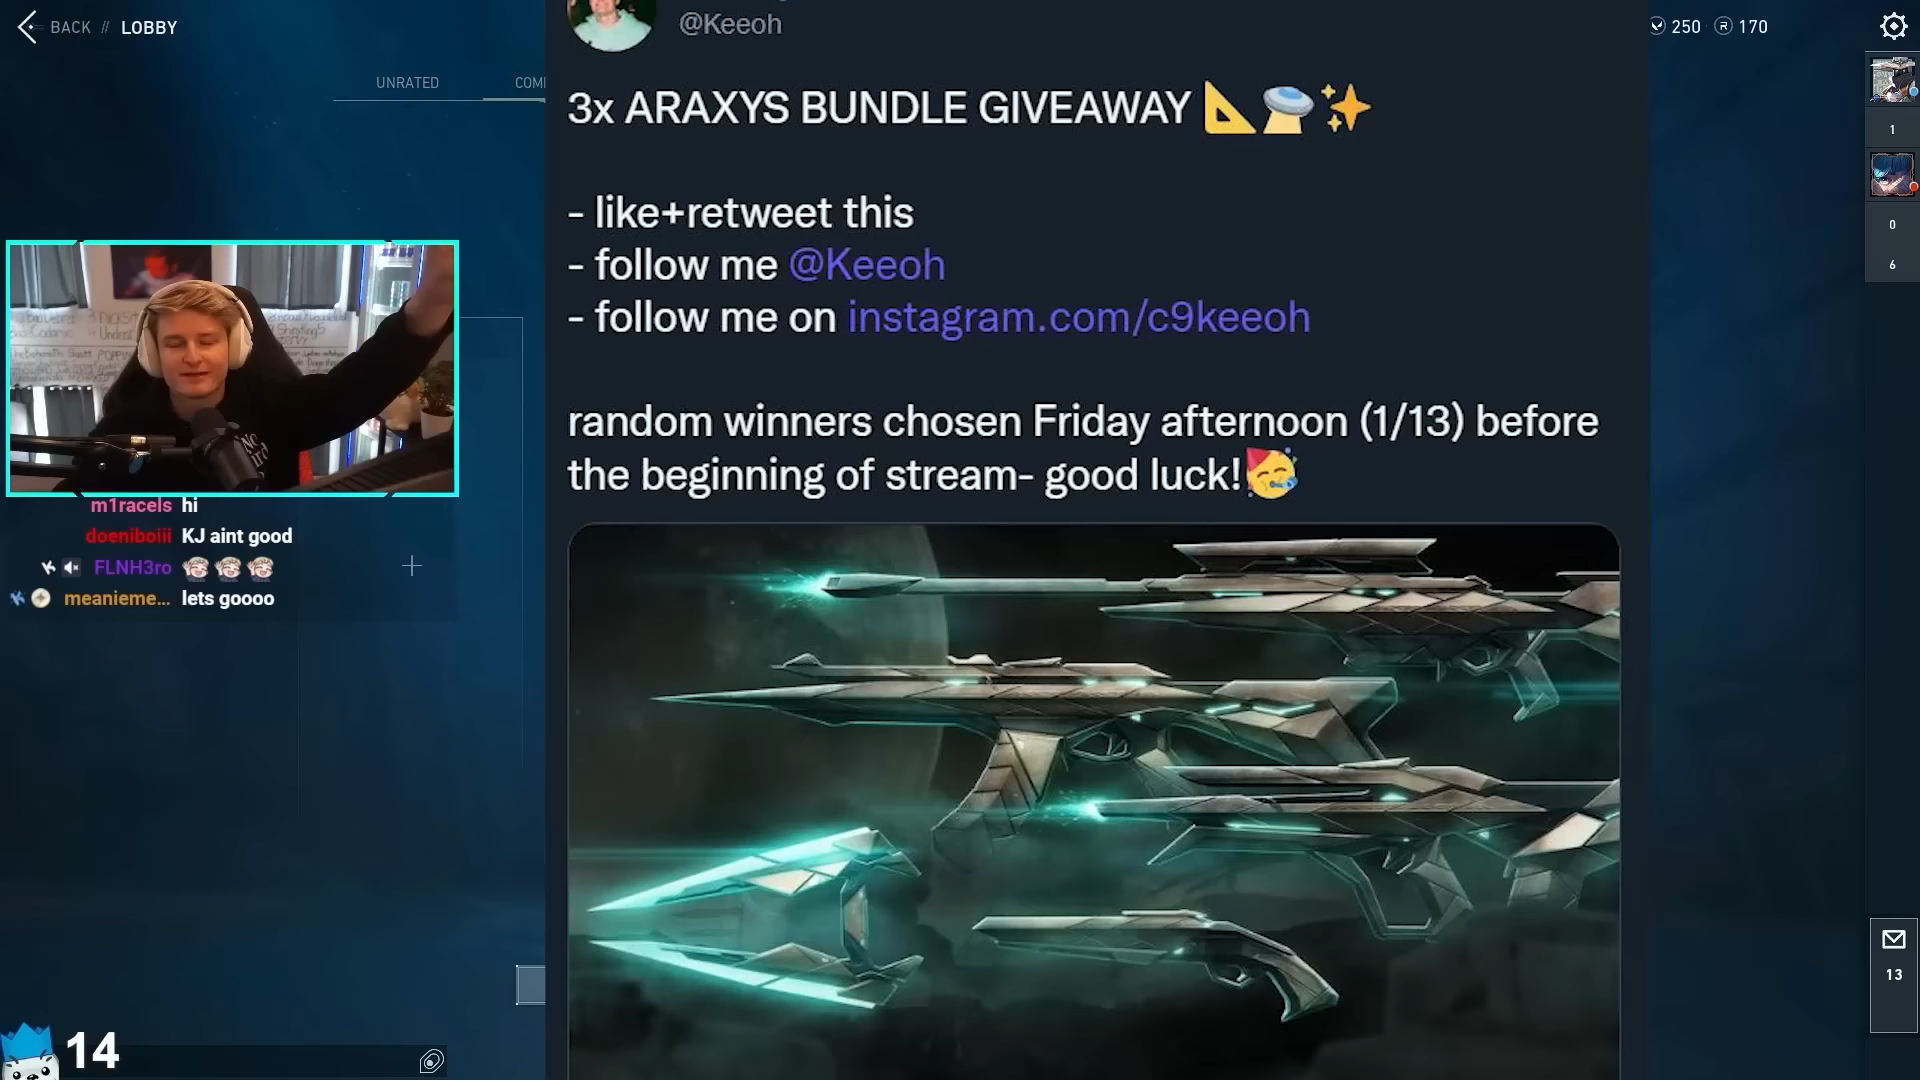 BACK // LOBBY
UNRATED
COM
@Keeoh
250 R 170
3x ARAXYS BUNDLE GIVEAWAY 📐🛸✨
- like+retweet this
- follow me @Keeoh
- follow me on instagram.com/c9keeoh
random winners chosen Friday afternoon (1/13) before
the beginning of stream- good luck!🥳
m1racels hi
doeniboiii KJ aint good
FLNH3ro
meanieme... lets goooo
14
1
0
6
13